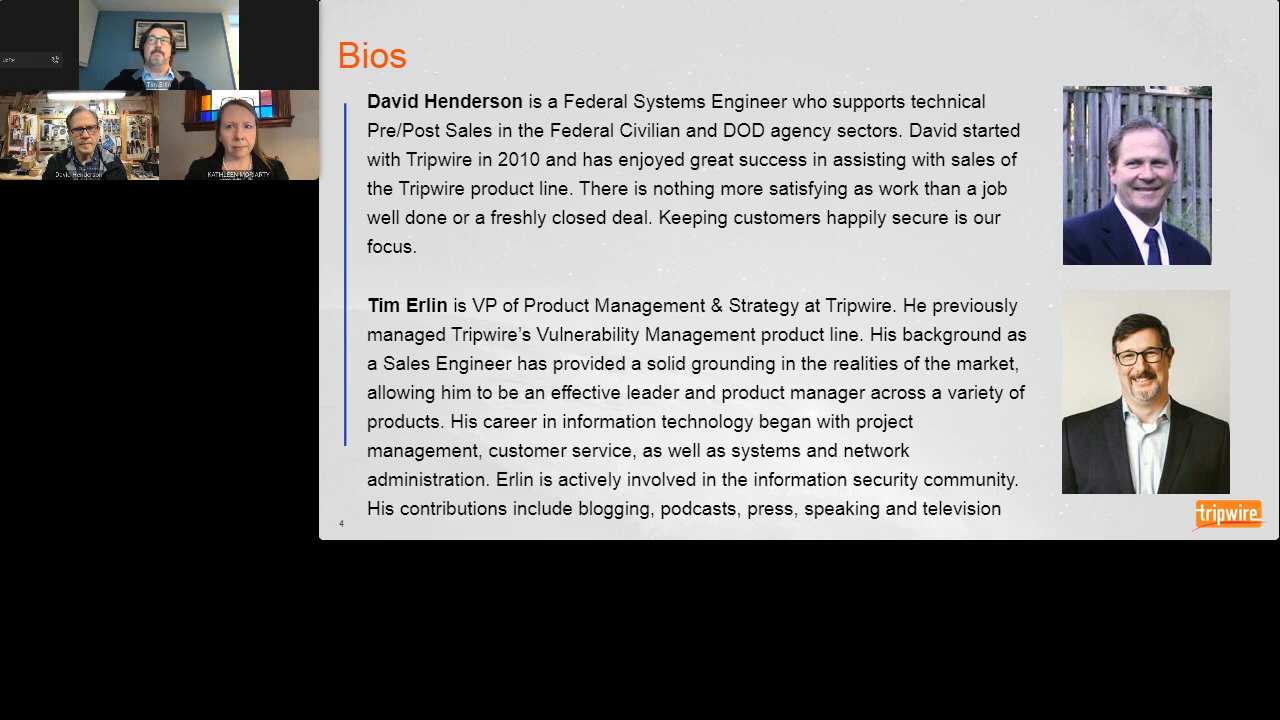 Tim Erlin
David Henderson
KATHLEEN MORIARTY
Bios
David Henderson is a Federal Systems Engineer who supports technical
Pre/Post Sales in the Federal Civilian and DOD agency sectors. David started
with Tripwire in 2010 and has enjoyed great success in assisting with sales of
the Tripwire product line. There is nothing more satisfying as work than a job
well done or a freshly closed deal. Keeping customers happily secure is our
focus.
Tim Erlin is VP of Product Management & Strategy at Tripwire. He previously
managed Tripwire’s Vulnerability Management product line. His background as
a Sales Engineer has provided a solid grounding in the realities of the market,
allowing him to be an effective leader and product manager across a variety of
products. His career in information technology began with project
management, customer service, as well as systems and network
administration. Erlin is actively involved in the information security community.
His contributions include blogging, podcasts, press, speaking and television
4
tripwire